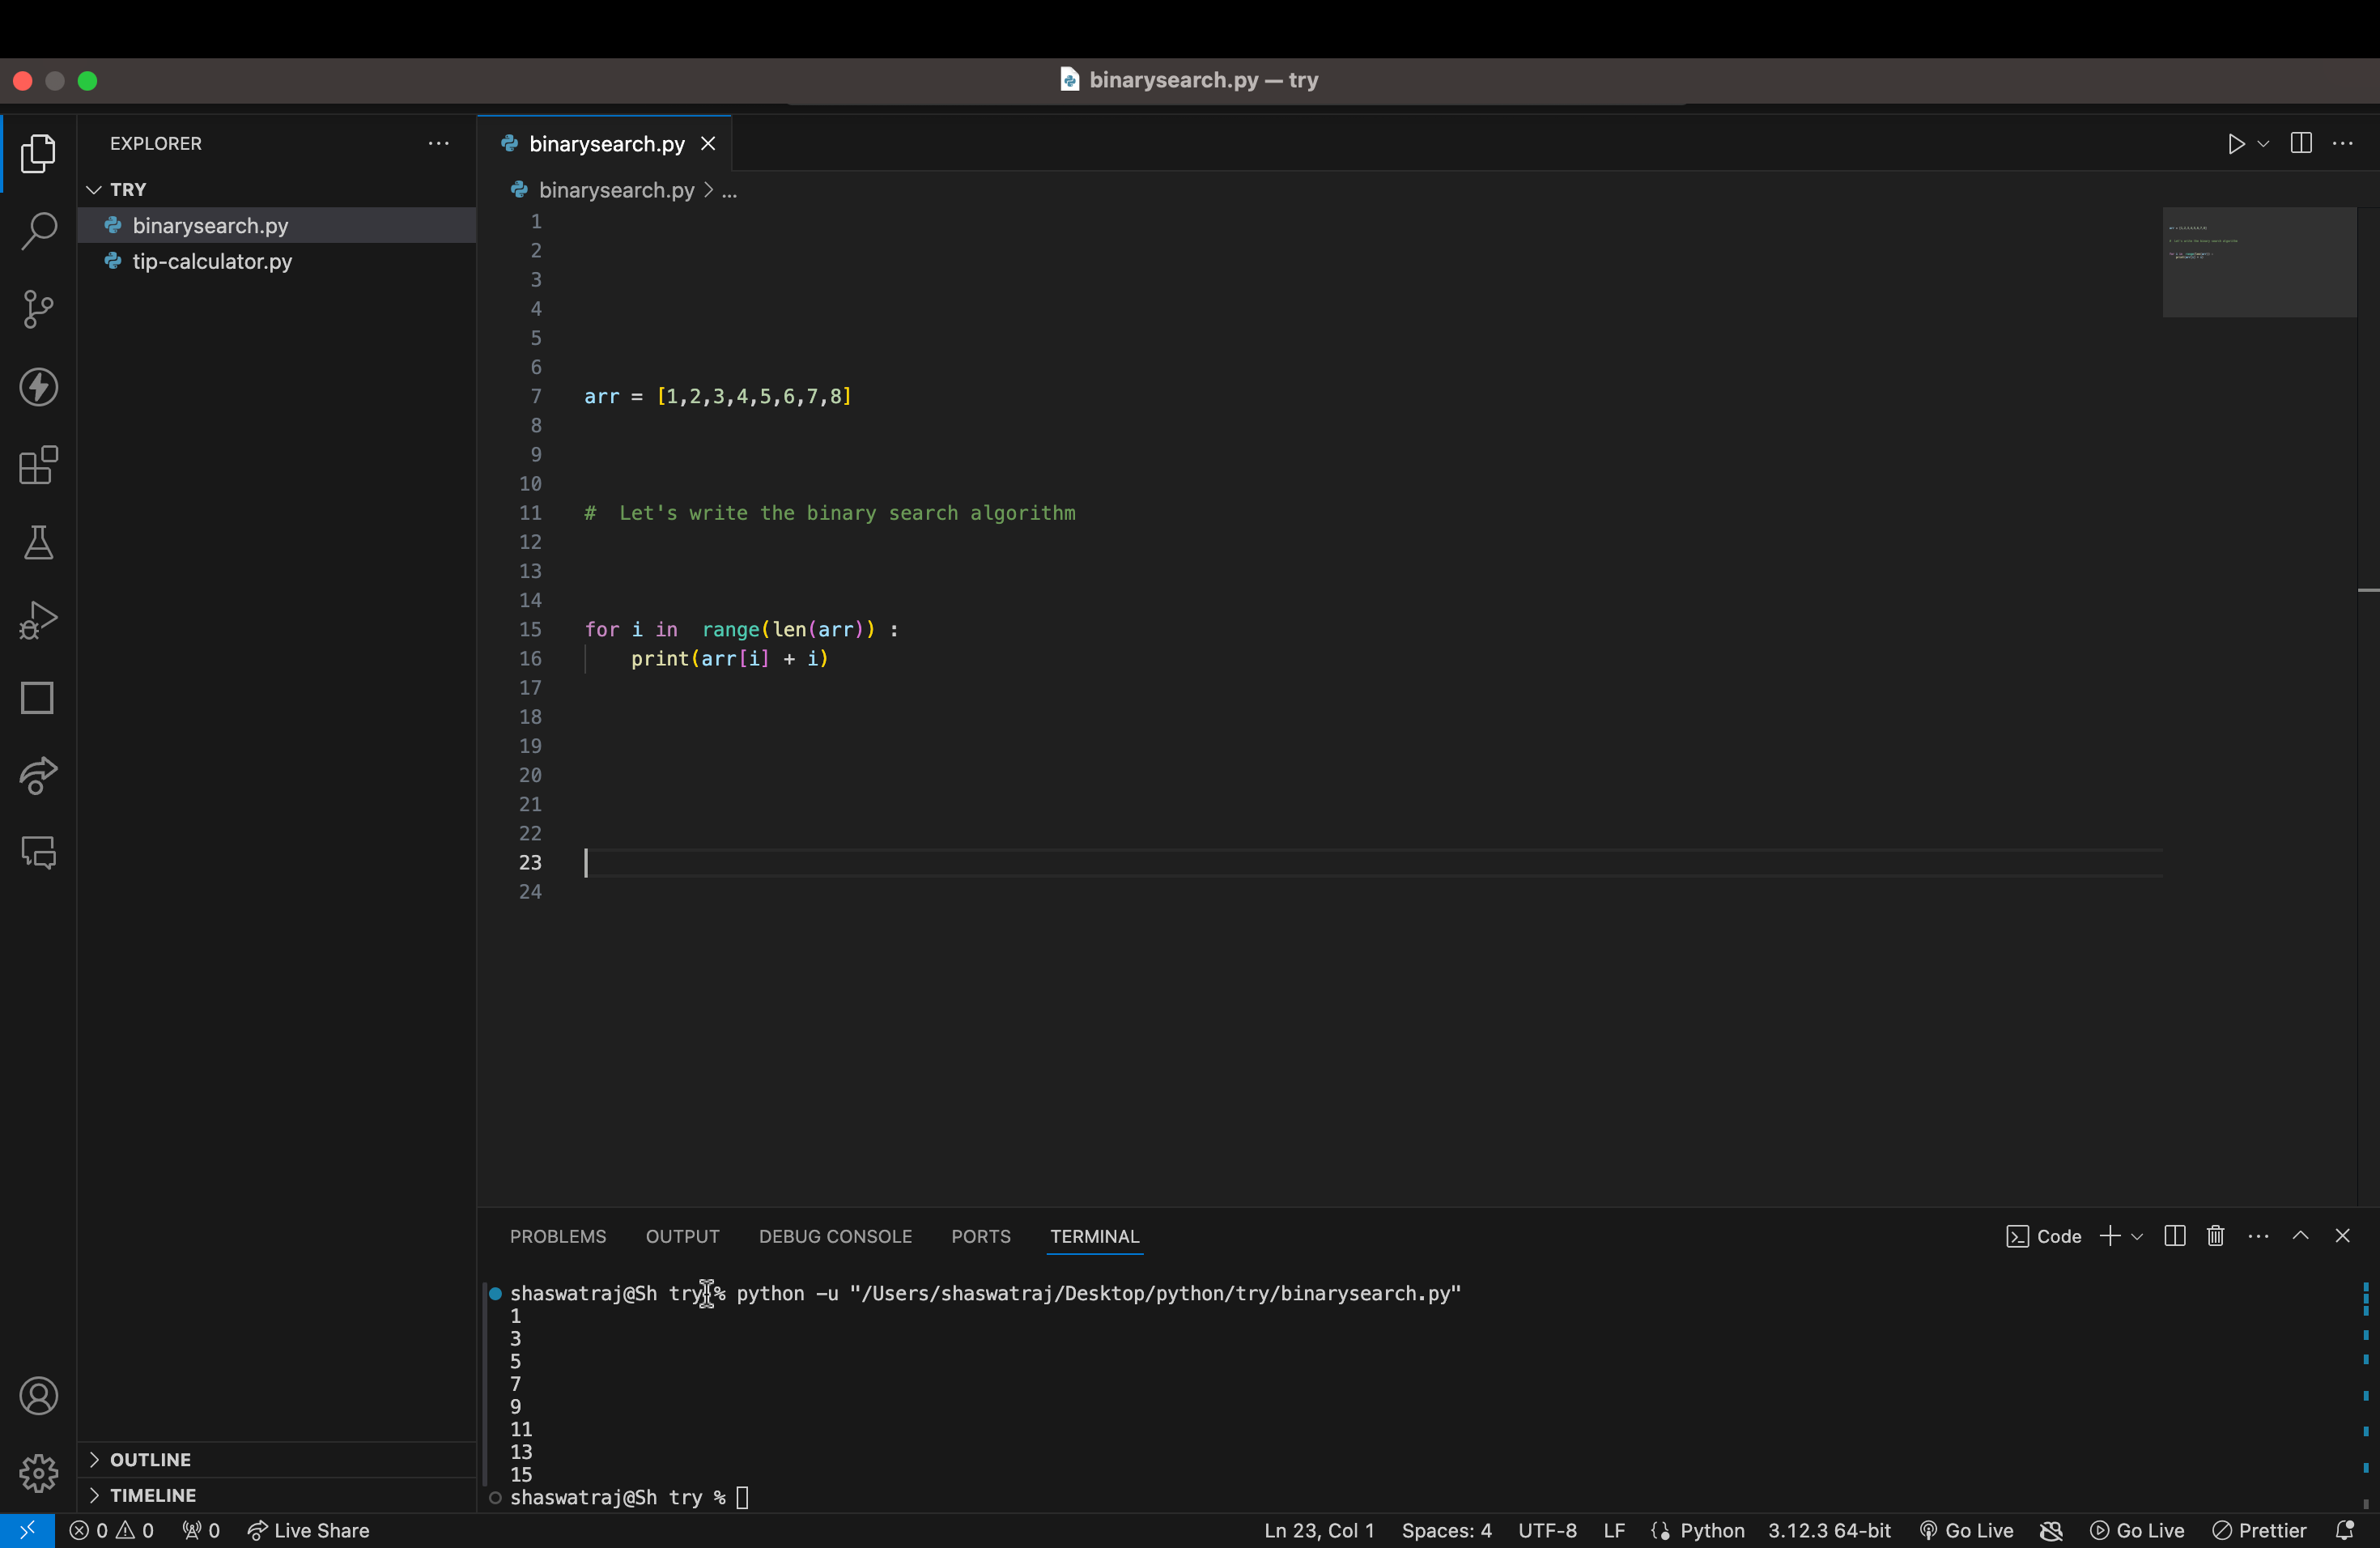 binarysearch.py — try
EXPLORER
binarysearch.py
TRY
binarysearch.py > ...
binarysearch.py
tip-calculator.py
1
2
3
4
5
6
7 arr = [1,2,3,4,5,6,7,8]
8
9
10
11 #  Let's write the binary search algorithm
12
13
14
15 for i in  range(len(arr)) :
16     print(arr[i] + i)
17
18
19
20
21
22
23
24
PROBLEMS OUTPUT DEBUG CONSOLE PORTS TERMINAL Code
shaswatraj@Sh try % python -u "/Users/shaswatraj/Desktop/python/try/binarysearch.py"
1
3
5
7
9
11
13
15
shaswatraj@Sh try %
OUTLINE
TIMELINE
0 0 0 Live Share Ln 23, Col 1 Spaces: 4 UTF-8 LF Python 3.12.3 64-bit Go Live Go Live Prettier